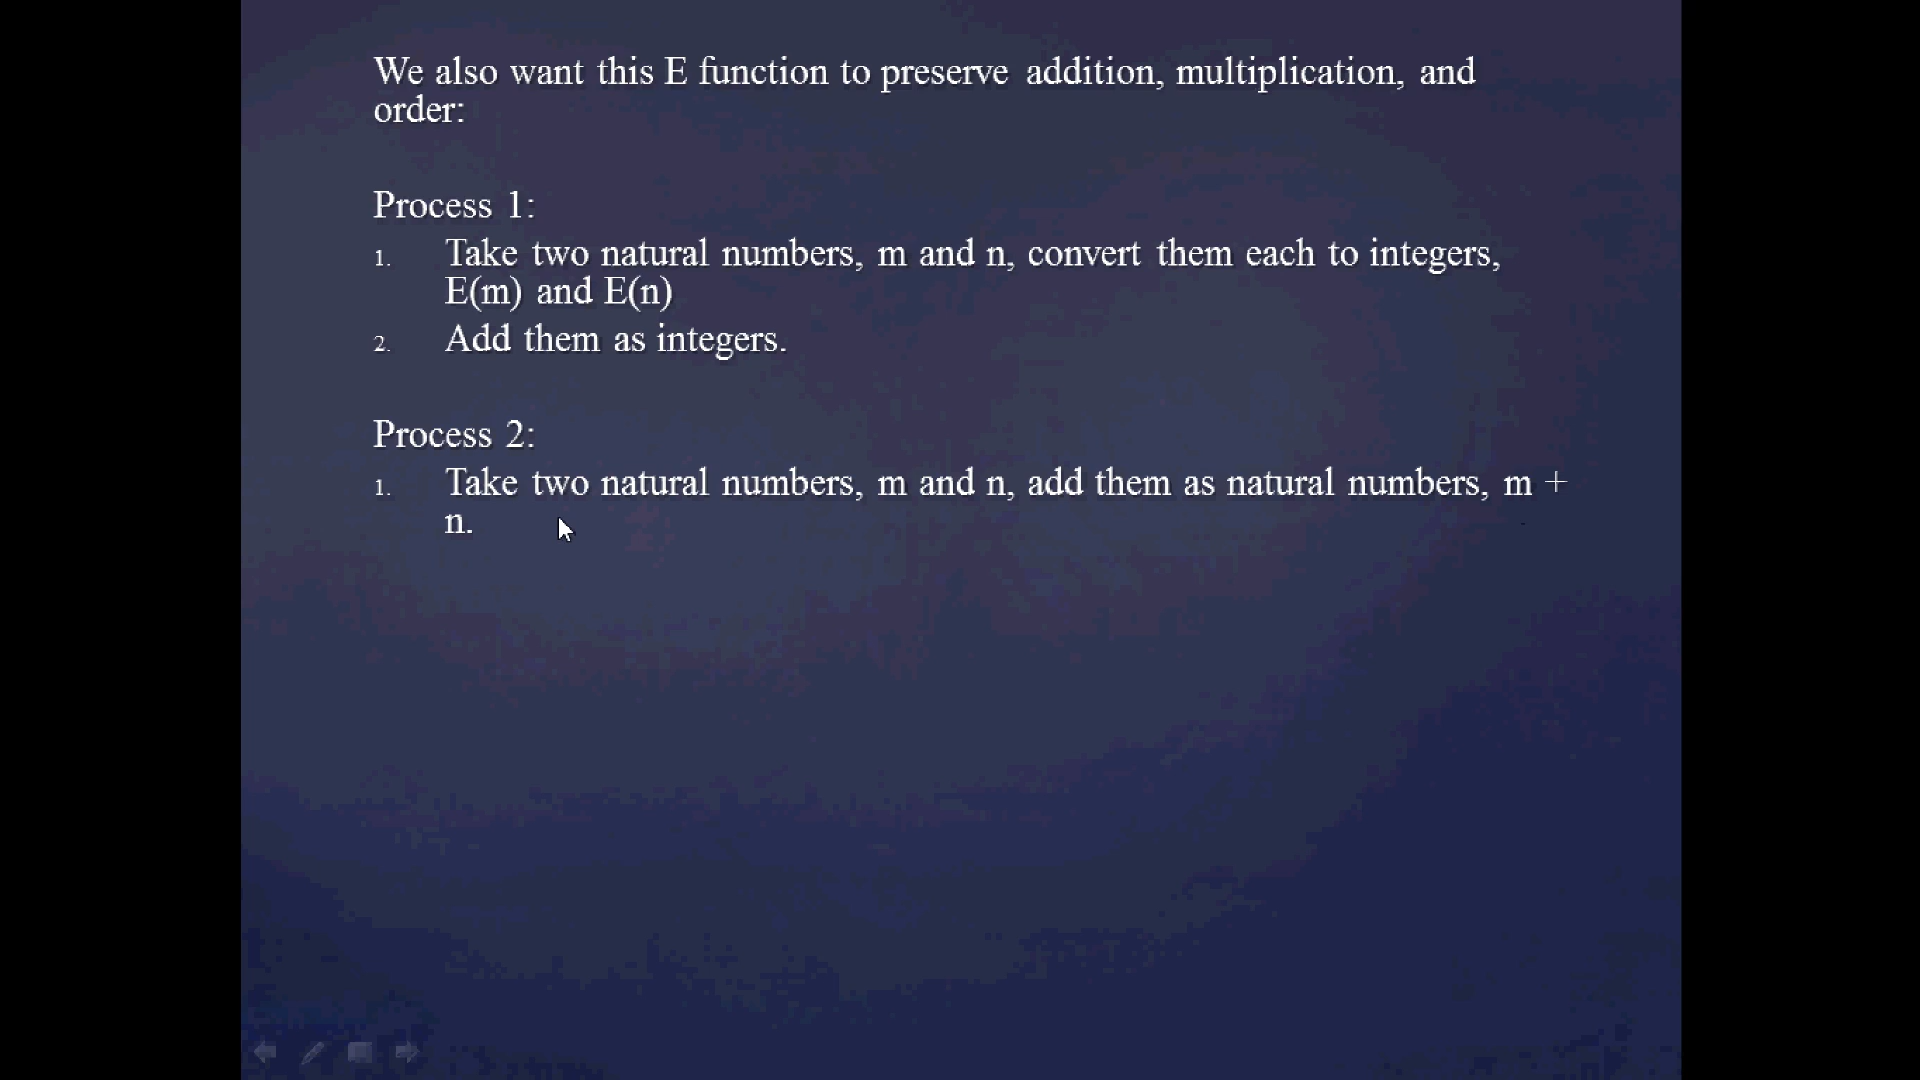 We also want this E function to preserve addition, multiplication, and
order:
Process 1:
1. Take two natural numbers, m and n, convert them each to integers,
E(m) and E(n)
2. Add them as integers.
Process 2:
1. Take two natural numbers, m and n, add them as natural numbers, m +
n.